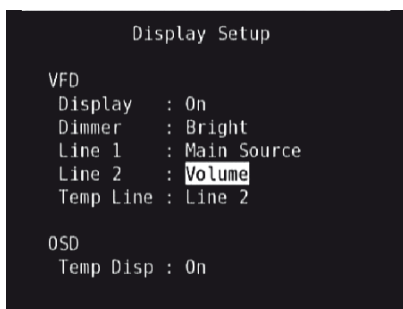 Display Setup
VFD
Display : On
Dimmer : Bright
Line 1 : Main Source
Line 2 : Volume
Temp Line : Line 2
OSD
Temp Disp : On